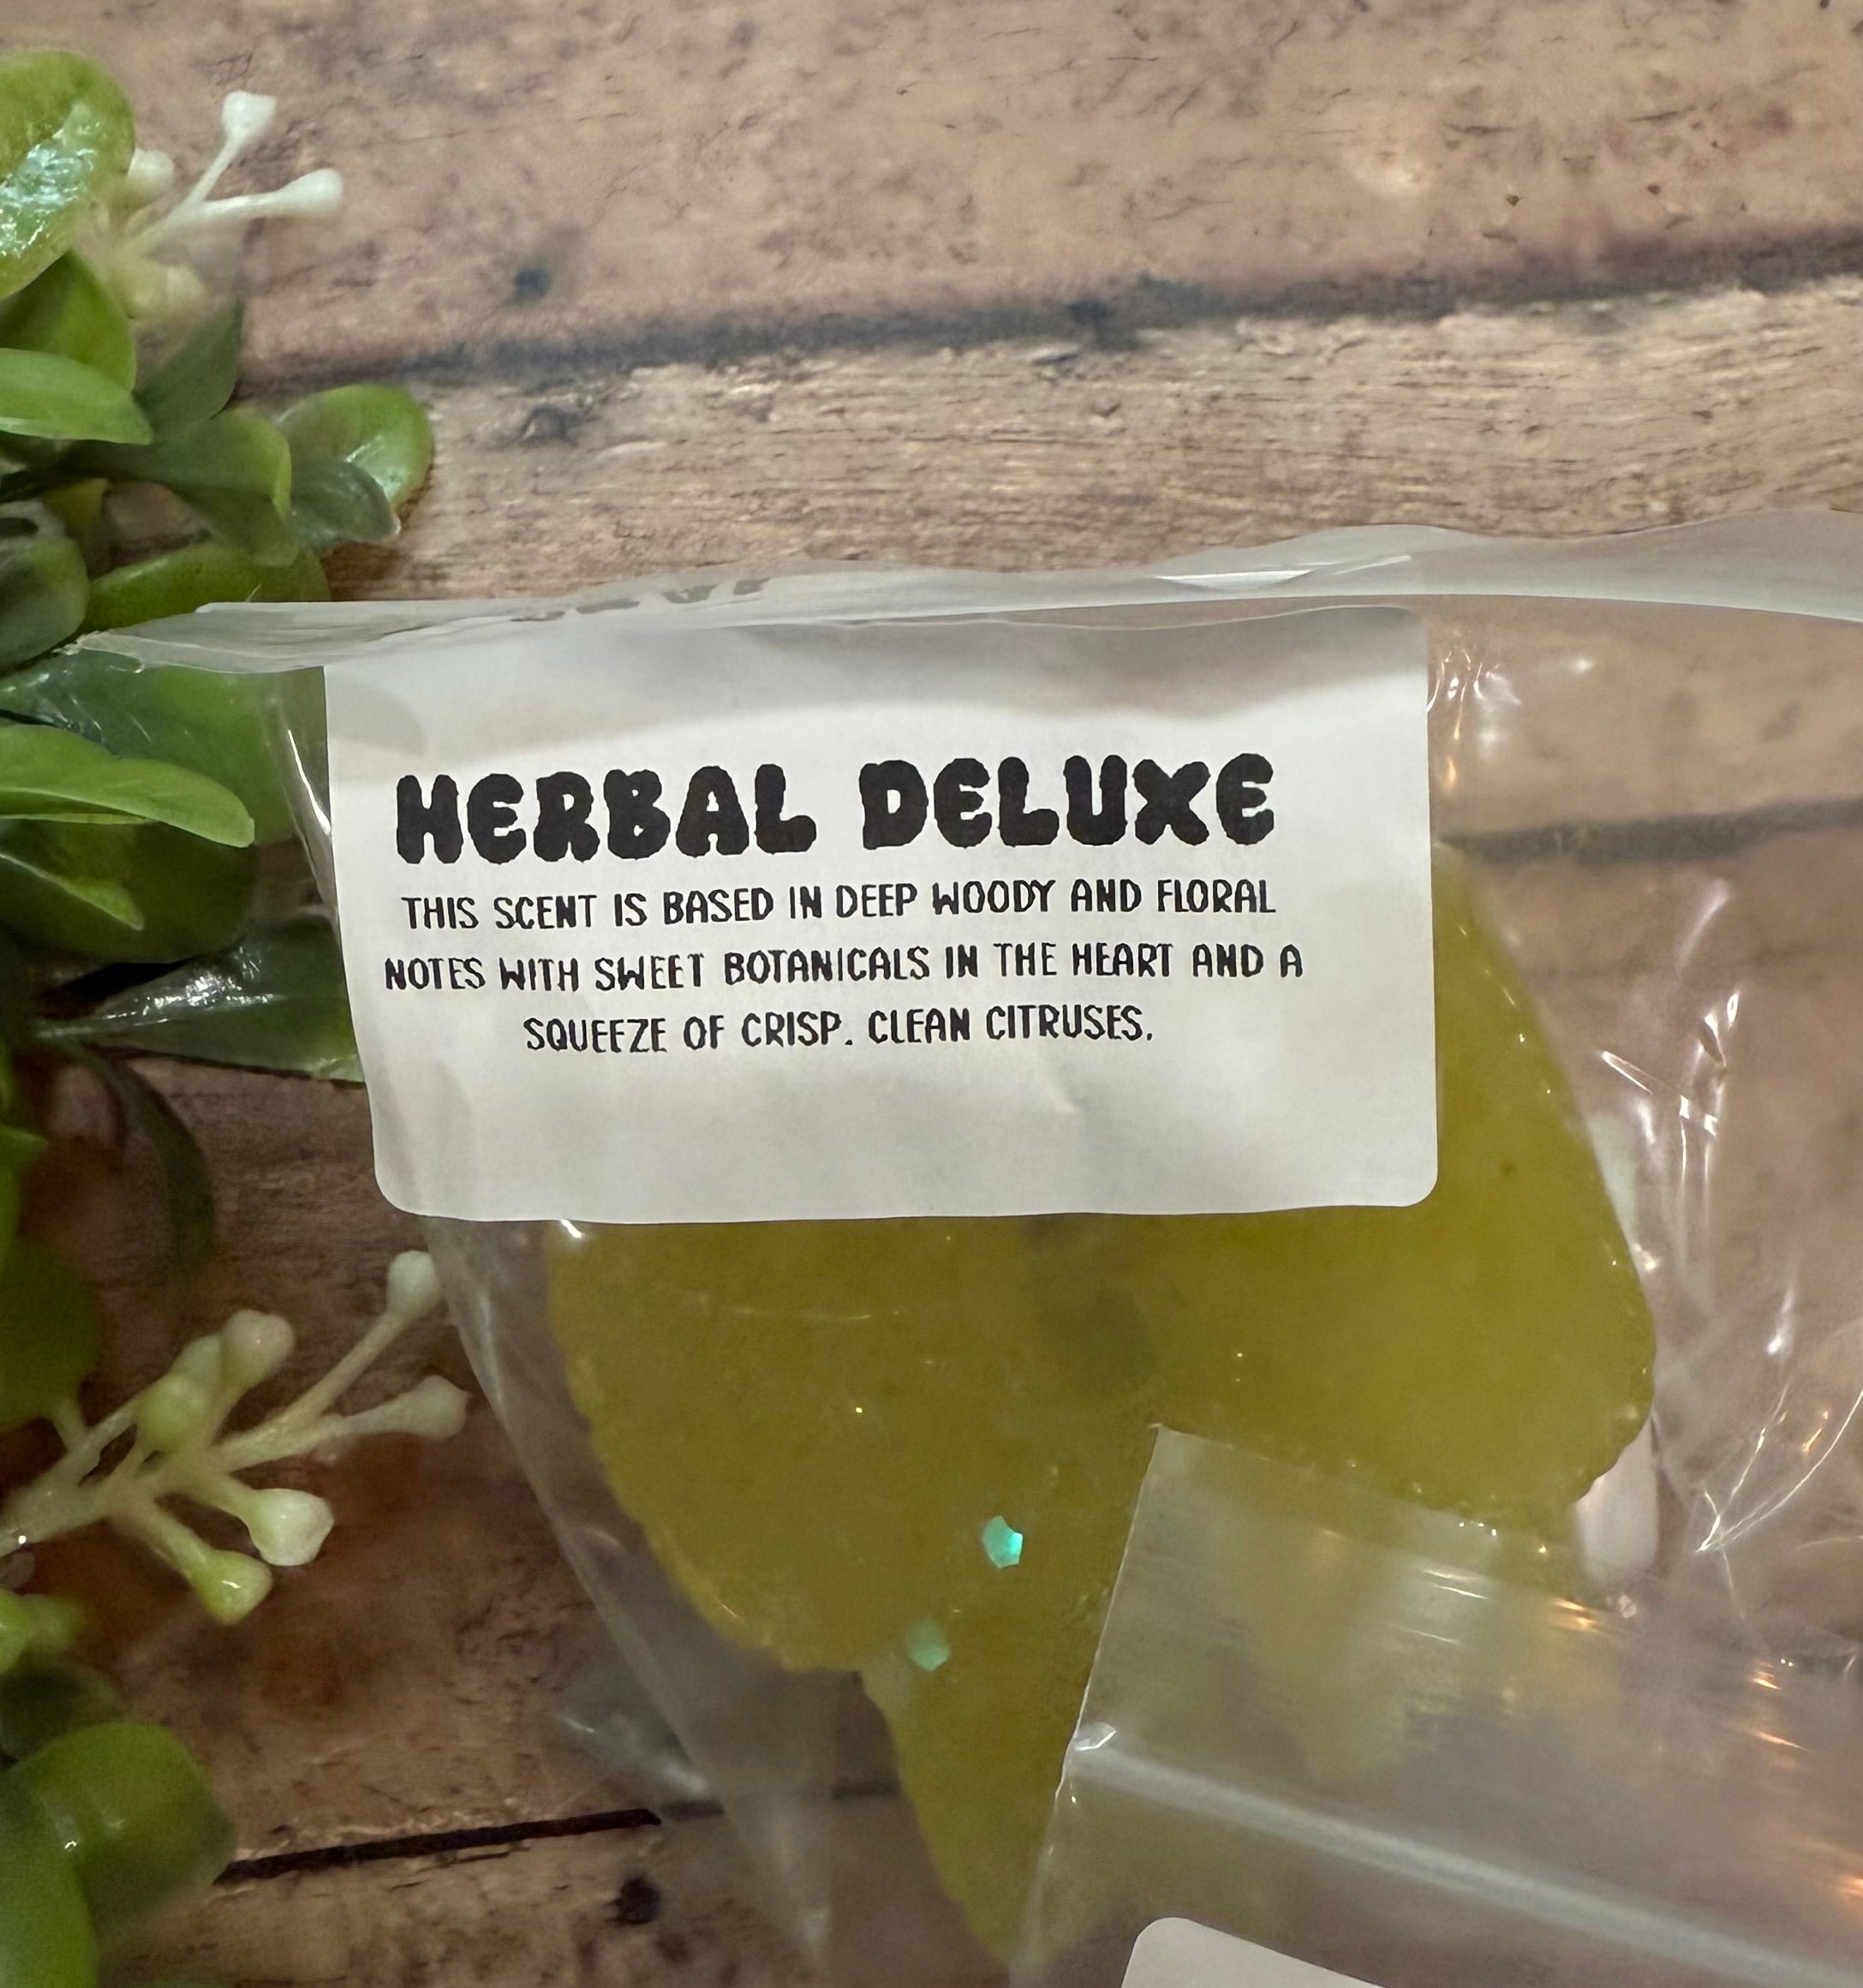 HERBAL DELUXE
THIS SCENT IS BASED IN DEEP WOODY AND FLORAL
NOTES WITH SWEET BOTANICALS IN THE HEART AND A
SQUEEZE OF CRISP. CLEAN CITRUSES.